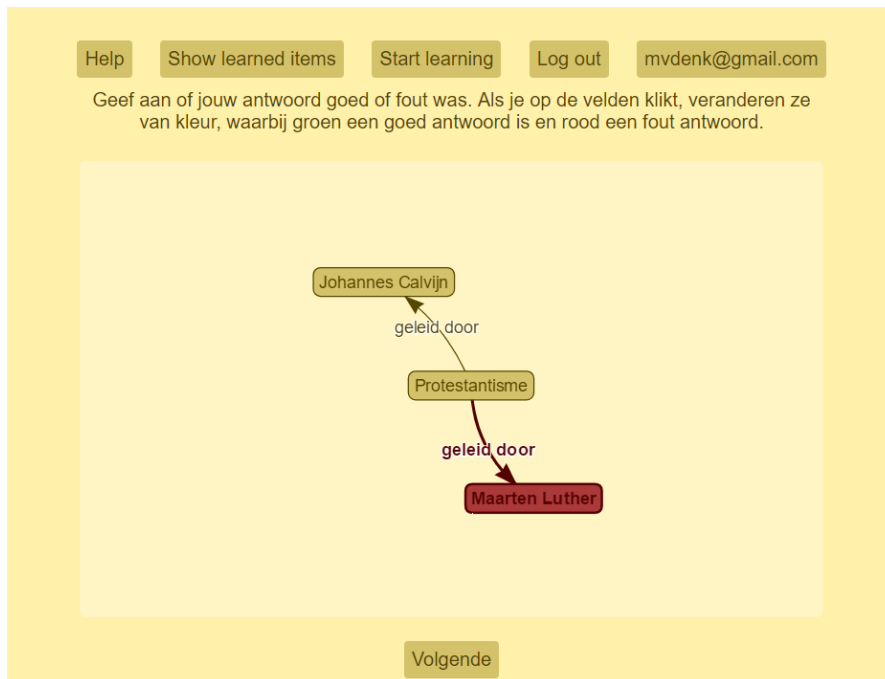 Help
Show learned items
Start learning
Log out
mvdenk@gmail.com
Geef aan of jouw antwoord goed of fout was. Als je op de velden klikt, veranderen ze
van kleur, waarbij groen een goed antwoord is en rood een fout antwoord.
Johannes Calvijn
geleid door
Protestantisme
geleid door
Maarten Luther
Volgende